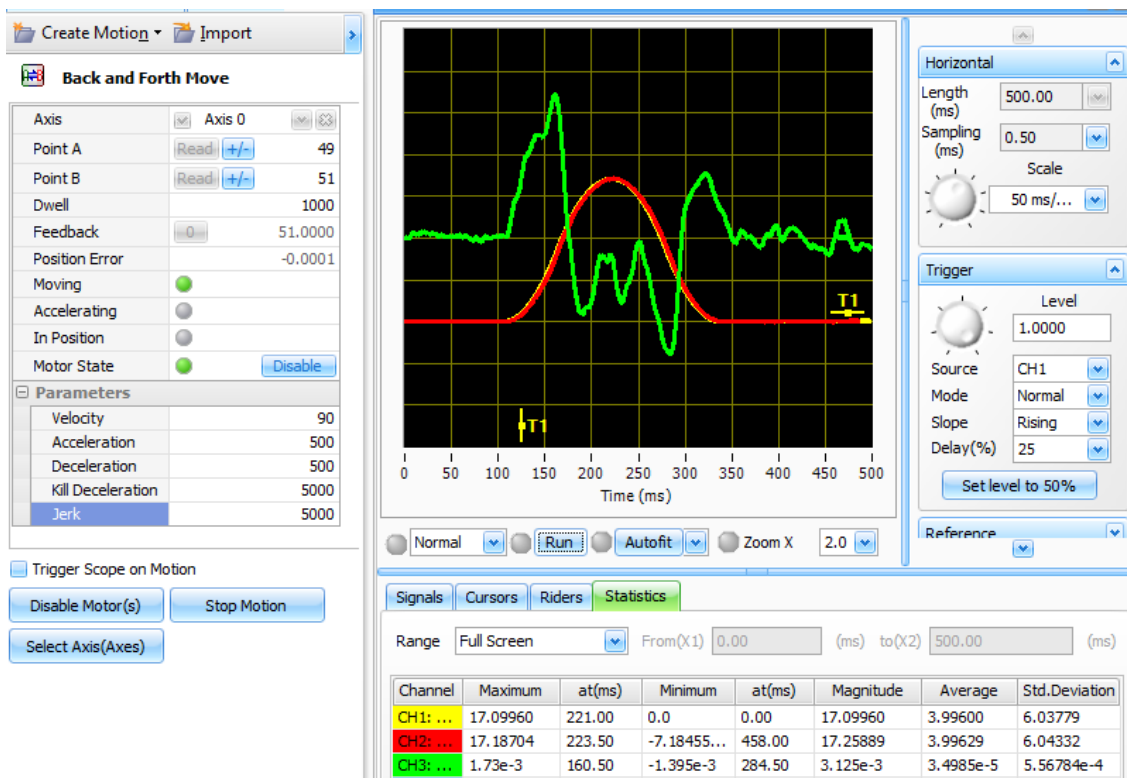 Create Motion Import
Back and Forth Move
Axis Axis 0
Point A Read +/- 49
Point B Read +/- 51
Dwell 1000
Feedback 0 51.0000
Position Error -0.0001
Moving
Accelerating
In Position
Motor State Disable
Parameters
Velocity 90
Acceleration 500
Deceleration 500
Kill Deceleration 5000
Jerk 5000
Trigger Scope on Motion
Disable Motor(s) Stop Motion
Select Axis(Axes)
T1
T1
0 50 100 150 200 250 300 350 400 450 500
Time (ms)
Normal Run Autofit Zoom X 2.0
Horizontal
Length (ms) 500.00
Sampling (ms) 0.50
Scale
50 ms/...
Trigger
Level
1.0000
Source CH1
Mode Normal
Slope Rising
Delay(%) 25
Set level to 50%
Reference
Signals Cursors Riders Statistics
Range Full Screen From(X1) 0.00 (ms) to(X2) 500.00 (ms)
Channel Maximum at(ms) Minimum at(ms) Magnitude Average Std.Deviation
CH1: ... 17.09960 221.00 0.0 0.00 17.09960 3.99600 6.03779
CH2: ... 17.18704 223.50 -7.18455... 458.00 17.25889 3.99629 6.04332
CH3: ... 1.73e-3 160.50 -1.395e-3 284.50 3.125e-3 3.4985e-5 5.56784e-4